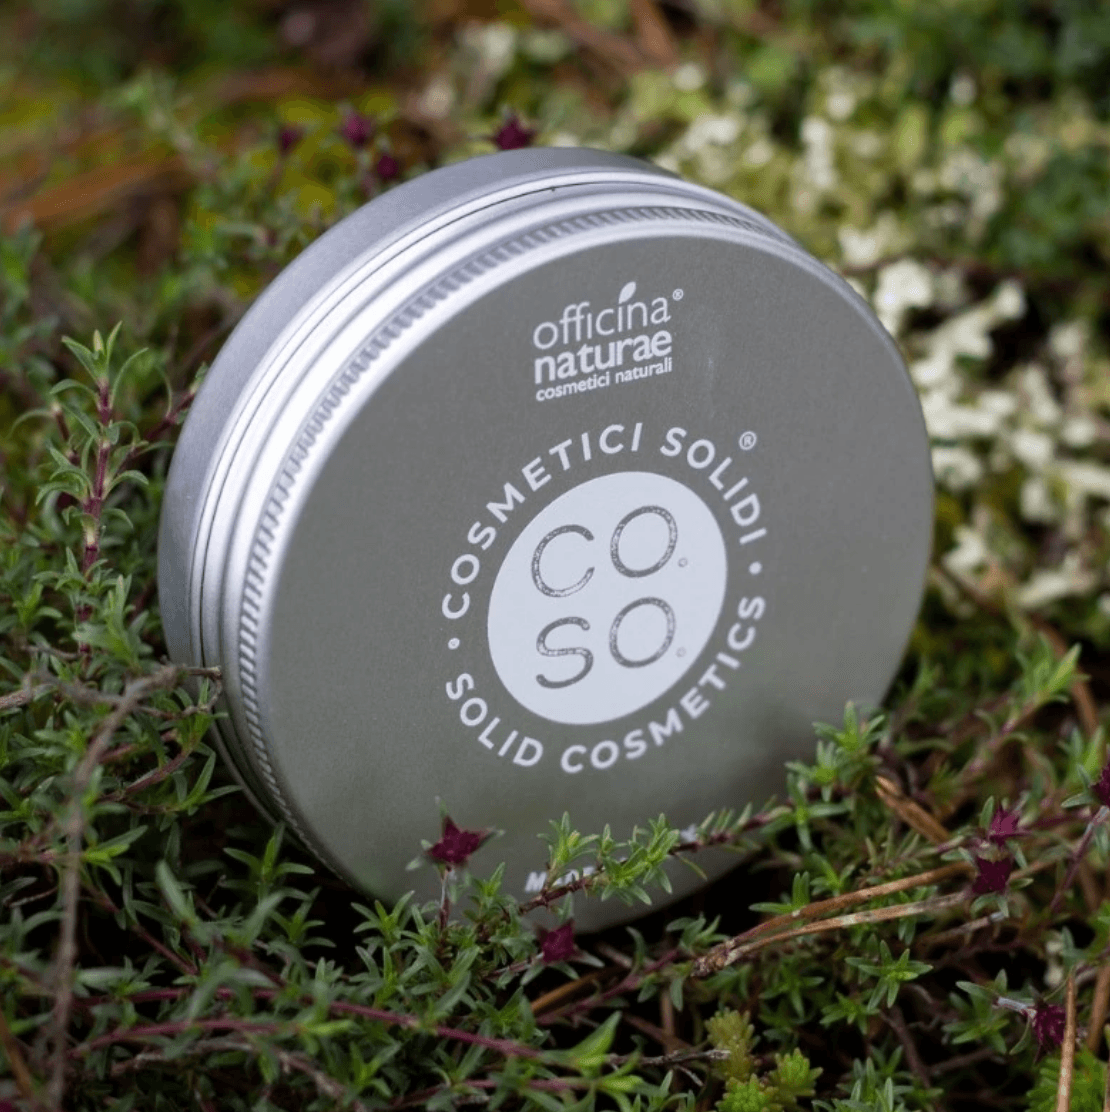 officina®
naturae
cosmetici naturali
COSMETICI SOLIDI®
CO.
SO.
SOLID COSMETICS